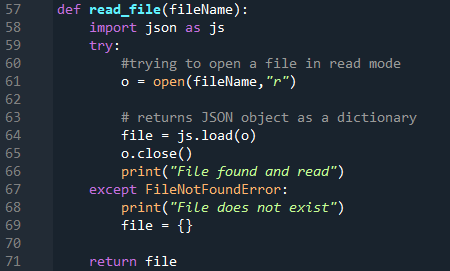 57 def read_file(fileName):
58     import json as js
59     try:
60         #trying to open a file in read mode
61         o = open(fileName,"r")
62
63         # returns JSON object as a dictionary
64         file = js.load(o)
65         o.close()
66         print("File found and read")
67     except FileNotFoundError:
68         print("File does not exist")
69         file = {}
70
71     return file